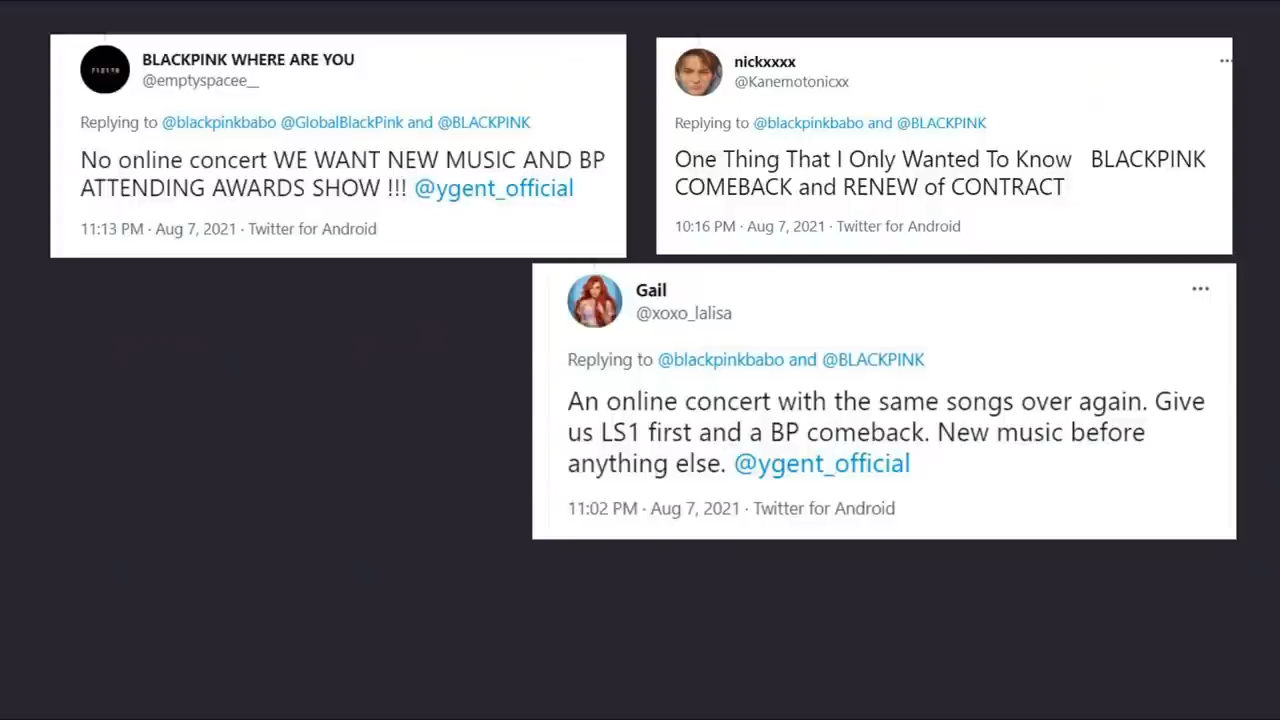 BLACKPINK WHERE ARE YOU
@emptyspacee__
Replying to @blackpinkbabo @GlobalBlackPink and @BLACKPINK
No online concert WE WANT NEW MUSIC AND BP
ATTENDING AWARDS SHOW !!! @ygent_official
11:13 PM · Aug 7, 2021 · Twitter for Android
nickxxxx
@Kanemotonicxx
Replying to @blackpinkbabo and @BLACKPINK
One Thing That I Only Wanted To Know BLACKPINK
COMEBACK and RENEW of CONTRACT
10:16 PM · Aug 7, 2021 · Twitter for Android
Gail
@xoxo_lalisa
Replying to @blackpinkbabo and @BLACKPINK
An online concert with the same songs over again. Give
us LS1 first and a BP comeback. New music before
anything else. @ygent_official
11:02 PM · Aug 7, 2021 · Twitter for Android